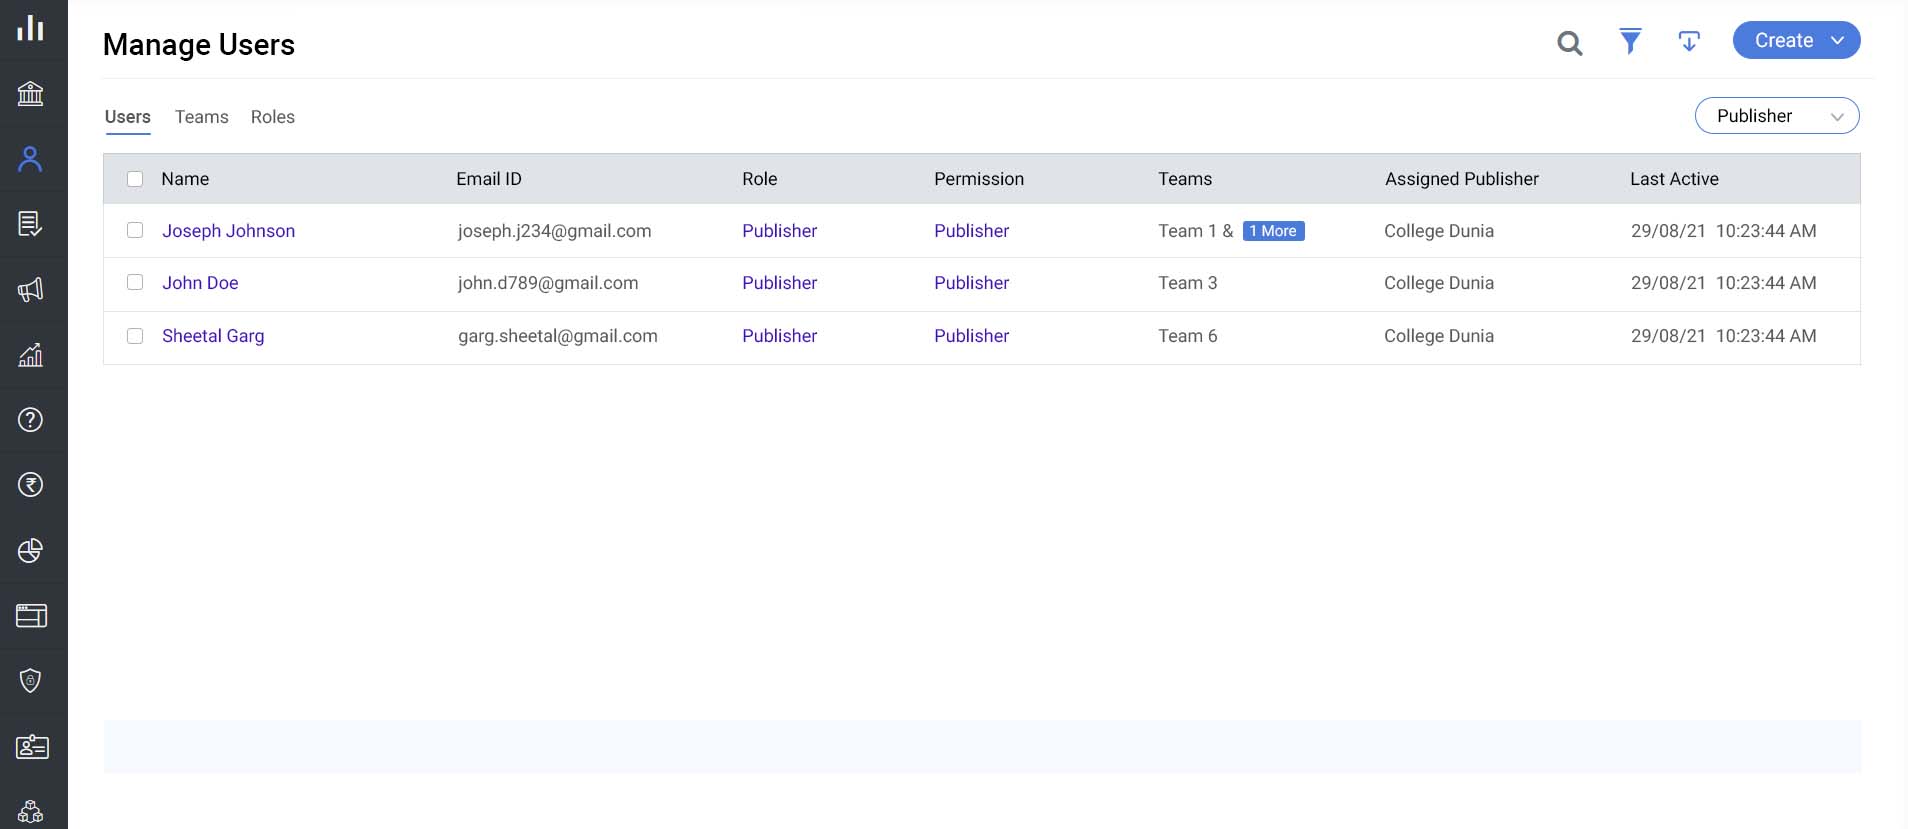 Manage Users
Create
Users Teams Roles
Publisher
Name Email ID Role Permission Teams Assigned Publisher Last Active
Joseph Johnson joseph.j234@gmail.com Publisher Publisher Team 1 & 1 More College Dunia 29/08/21 10:23:44 AM
John Doe john.d789@gmail.com Publisher Publisher Team 3 College Dunia 29/08/21 10:23:44 AM
Sheetal Garg garg.sheetal@gmail.com Publisher Publisher Team 6 College Dunia 29/08/21 10:23:44 AM